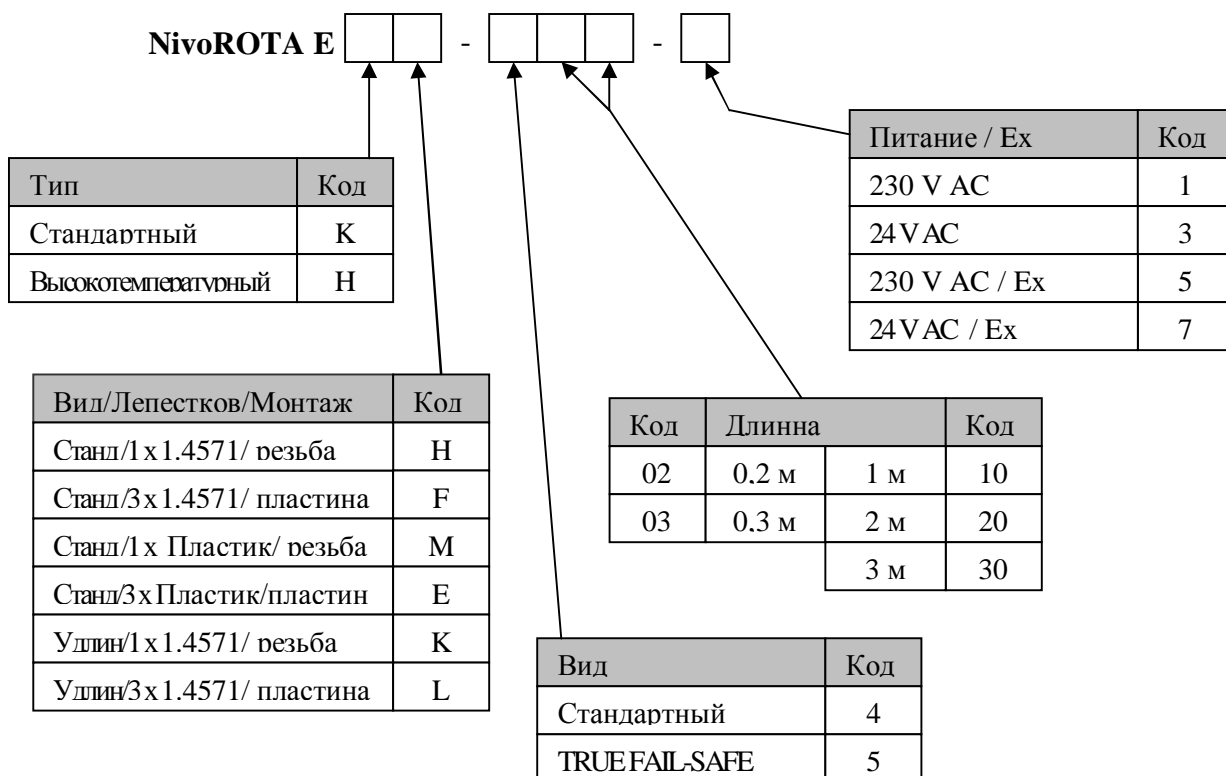 NivoROTA E - -
Питание / Ex Код
230 V AC 1
24 V AC 3
230 V AC / Ex 5
24 V AC / Ex 7
Тип Код
Стандартный K
Высокотемпературный H
Вид/Лепестков/Монтаж Код
Станд/1 x 1.4571/ резьба H
Станд/3 x 1.4571/ пластина F
Станд/1 x Пластик/ резьба M
Станд/3 x Пластик/пластин E
Удлин/1 x 1.4571/ резьба K
Удлин/3 x 1.4571/ пластина L
Код Длинна Код
02 0,2 м 1 м 10
03 0,3 м 2 м 20
3 м 30
Вид Код
Стандартный 4
TRUE FAIL-SAFE 5